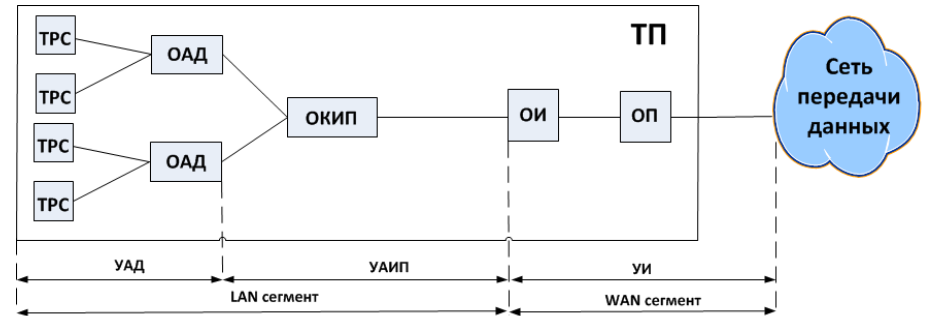 ТП
ТРС
ОАД
ТРС
ОКИП
ОИ
ОП
Сеть
передачи
данных
ТРС
ОАД
ТРС
УАД
УАИП
УИ
LAN сегмент
WAN сегмент